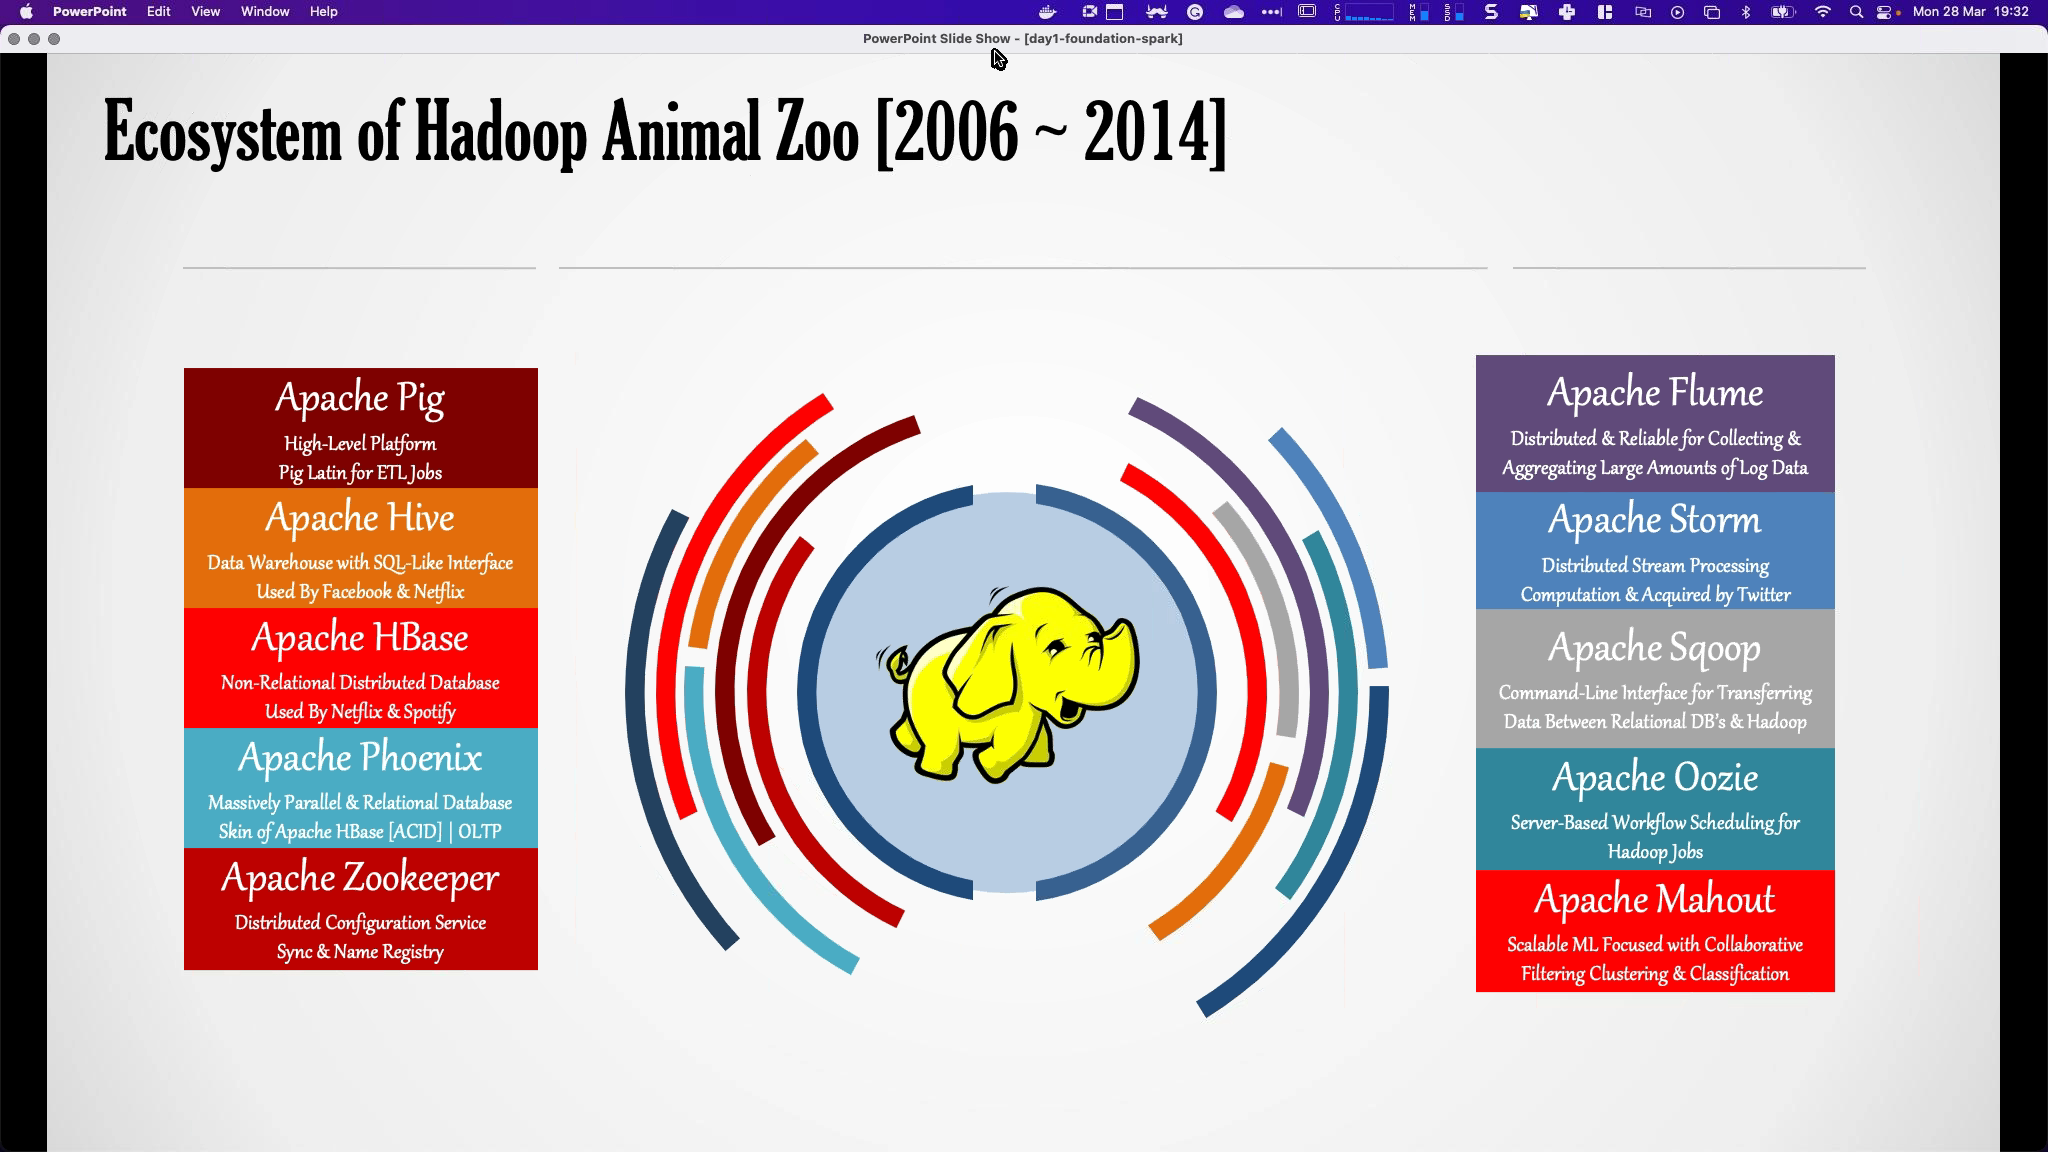 PowerPoint Edit View Window Help
CPU MEM SSD Mon 28 Mar 19:32
PowerPoint Slide Show - [day1-foundation-spark]
Ecosystem of Hadoop Animal Zoo [2006 ~ 2014]
Apache Pig
High-Level Platform
Pig Latin for ETL Jobs
Apache Hive
Data Warehouse with SQL-Like Interface
Used By Facebook & Netflix
Apache HBase
Non-Relational Distributed Database
Used By Netflix & Spotify
Apache Phoenix
Massively Parallel & Relational Database
Skin of Apache HBase [ACID] | OLTP
Apache Zookeeper
Distributed Configuration Service
Sync & Name Registry
Apache Flume
Distributed & Reliable for Collecting &
Aggregating Large Amounts of Log Data
Apache Storm
Distributed Stream Processing
Computation & Acquired by Twitter
Apache Sqoop
Command-Line Interface for Transferring
Data Between Relational DB's & Hadoop
Apache Oozie
Server-Based Workflow Scheduling for
Hadoop Jobs
Apache Mahout
Scalable ML Focused with Collaborative
Filtering Clustering & Classification